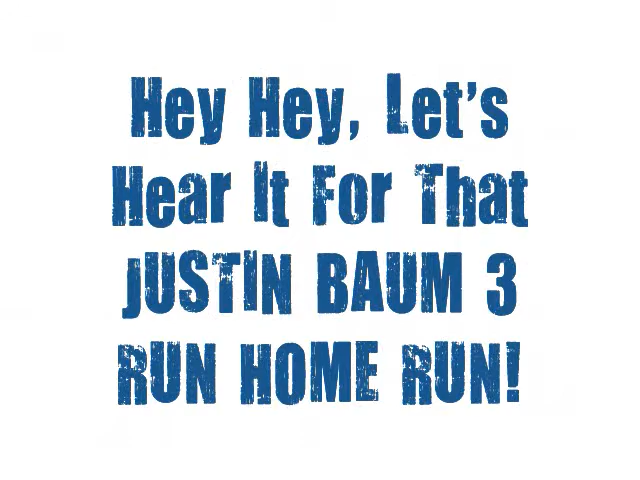 Hey Hey, Let's
Hear It For That
JUSTIN BAUM 3
RUN HOME RUN!